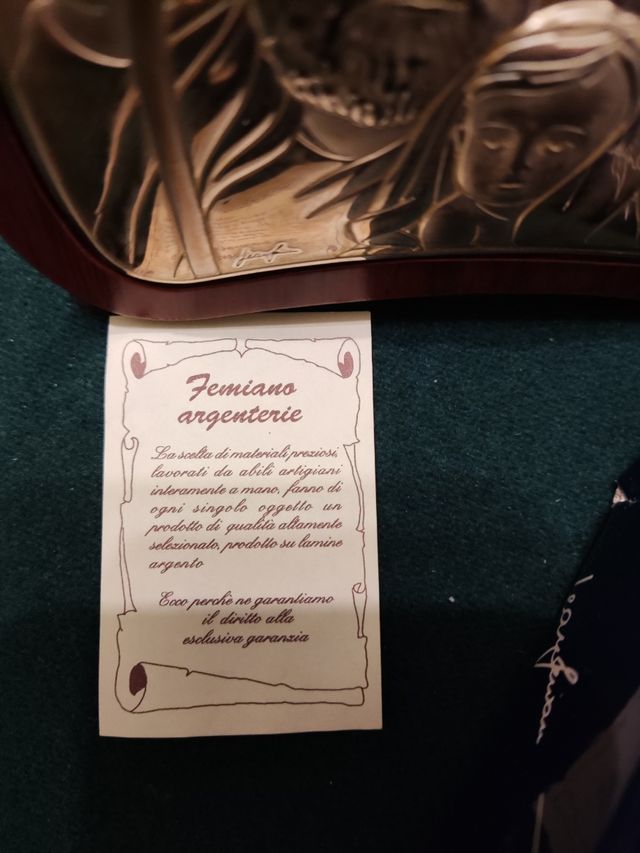 Femiano
argenterie
La scelta di materiali preziosi,
lavorati da abili artigiani
interamente a mano, fanno di
ogni singolo oggetto un
prodotto di qualità altamente
selezionato, prodotto su lamine
argento
Ecco perchè ne garantiamo
il diritto alla
esclusiva garanzia